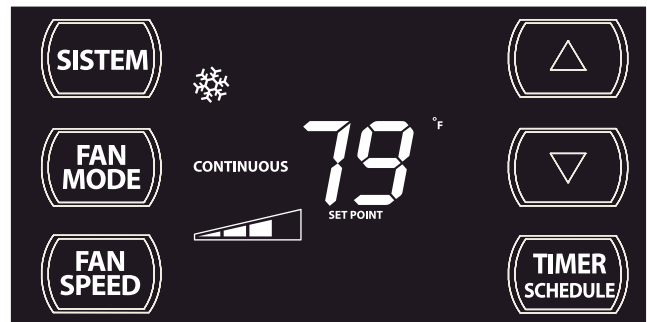 SISTEM
FAN
MODE
FAN
SPEED
CONTINUOUS
79 °F
SET POINT
TIMER
SCHEDULE